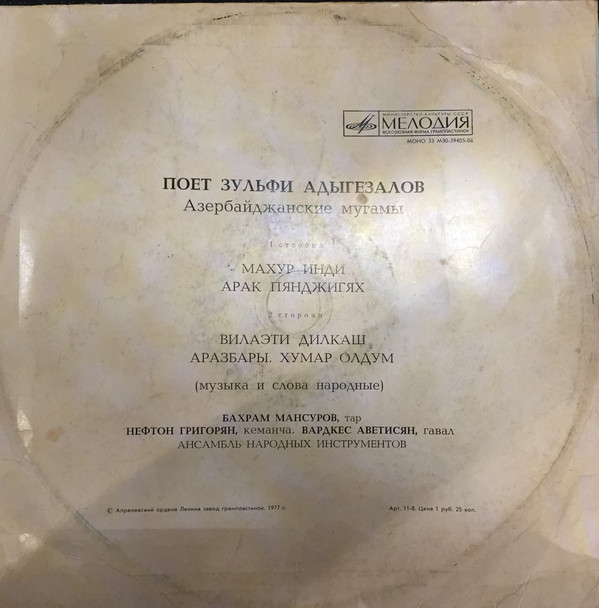 МИНИСТЕРСТВО КУЛЬТУРЫ СССР
МЕЛОДИЯ
ВСЕСОЮЗНАЯ ФИРМА ГРАМПЛАСТИНОК
МОНО 33 М30-39405-06
ПОЕТ ЗУЛЬФИ АДЫГЕЗАЛОВ
Азербайджанские мугамы
1 сторона
МАХУР ИНДИ
АРАК ПЯНДЖИГЯХ
2 сторона
ВИЛАЭТИ ДИЛКАШ
АРАЗБАРЫ. ХУМАР ОЛДУМ
(музыка и слова народные)
БАХРАМ МАНСУРОВ, тар
НЕФТОН ГРИГОРЯН, кеманча. ВАРДКЕС АВЕТИСЯН, гавал
АНСАМБЛЬ НАРОДНЫХ ИНСТРУМЕНТОВ
© Апрелевский ордена Ленина завод грампластинок, 1977 г.
Арт. 11-8. Цена 1 руб. 25 коп.